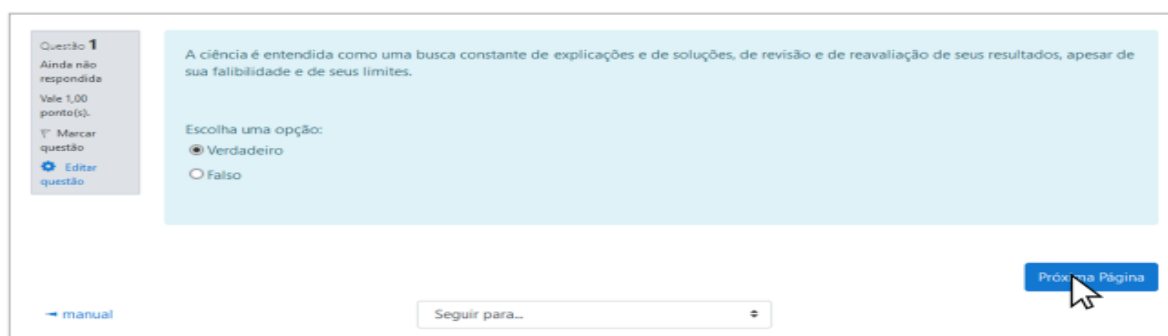 Questão 1
Ainda não
respondida
Vale 1,00
ponto(s).
Marcar
questão
Editar
questão
A ciência é entendida como uma busca constante de explicações e de soluções, de revisão e de reavaliação de seus resultados, apesar de
sua falibilidade e de seus limites.
Escolha uma opção:
Verdadeiro
Falso
Próxima Página
manual
Seguir para...